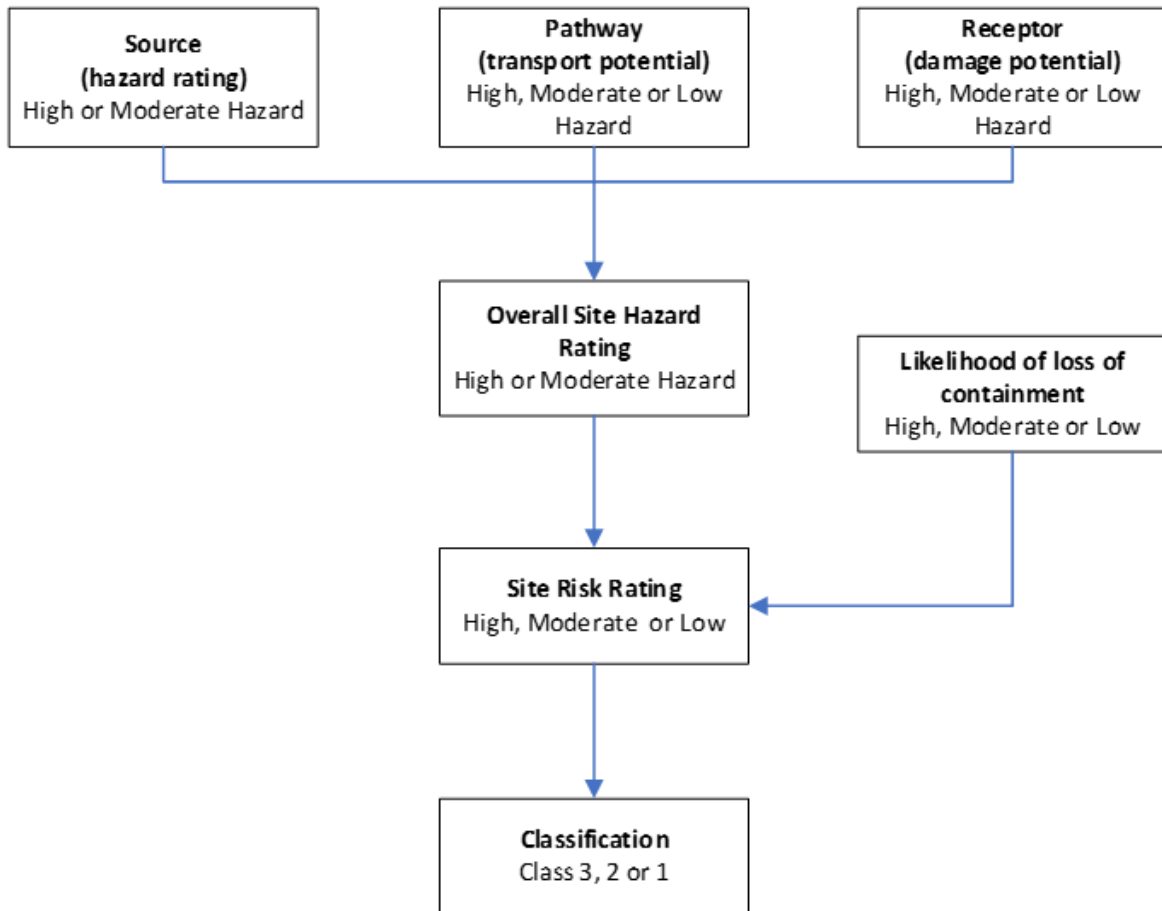 Source
(hazard rating)
High or Moderate Hazard
Pathway
(transport potential)
High, Moderate or Low
Hazard
Receptor
(damage potential)
High, Moderate or Low
Hazard
Overall Site Hazard
Rating
High or Moderate Hazard
Likelihood of loss of
containment
High, Moderate or Low
Site Risk Rating
High, Moderate or Low
Classification
Class 3, 2 or 1